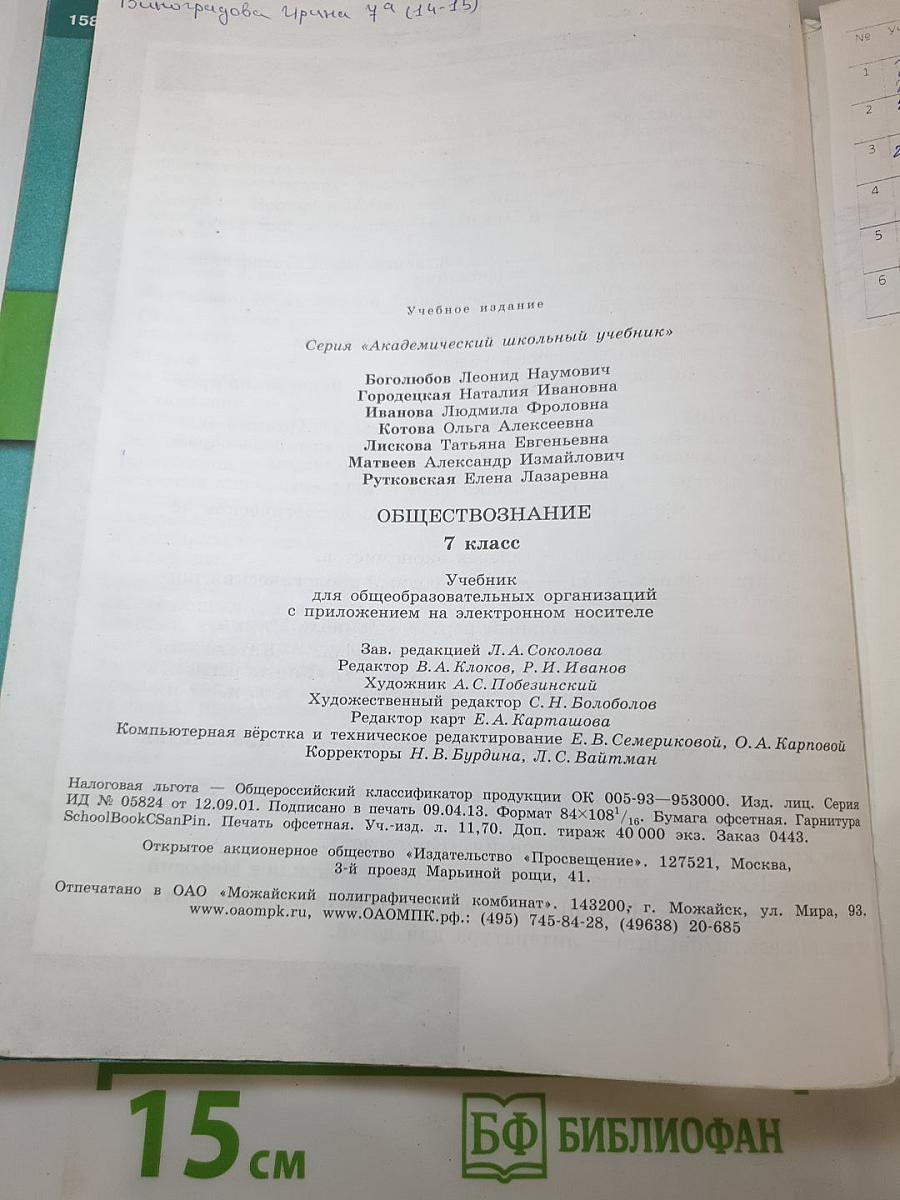 158
Виноградова Ирина 7а (14-15)
№
1
2
3
4
5
6
Учебное издание
Серия «Академический школьный учебник»
Боголюбов Леонид Наумович
Городецкая Наталия Ивановна
Иванова Людмила Фроловна
Котова Ольга Алексеевна
Лискова Татьяна Евгеньевна
Матвеев Александр Измайлович
Рутковская Елена Лазаревна
ОБЩЕСТВОЗНАНИЕ
7 класс
Учебник
для общеобразовательных организаций
с приложением на электронном носителе
Зав. редакцией Л. А. Соколова
Редактор В. А. Клоков, Р. И. Иванов
Художник А. С. Побезинский
Художественный редактор С. Н. Болоболов
Редактор карт Е. А. Карташова
Компьютерная вёрстка и техническое редактирование Е. В. Семериковой, О. А. Карповой
Корректоры Н. В. Бурдина, Л. С. Вайтман
Налоговая льгота — Общероссийский классификатор продукции ОК 005-93—953000. Изд. лиц. Серия
ИД № 05824 от 12.09.01. Подписано в печать 09.04.13. Формат 84×108¹/₁₆. Бумага офсетная. Гарнитура
SchoolBookCSanPin. Печать офсетная. Уч.-изд. л. 11,70. Доп. тираж 40 000 экз. Заказ 0443.
Открытое акционерное общество «Издательство «Просвещение». 127521, Москва,
3-й проезд Марьиной рощи, 41.
Отпечатано в ОАО «Можайский полиграфический комбинат». 143200, г. Можайск, ул. Мира, 93.
www.oaompk.ru, www.ОАОМПК.рф.: (495) 745-84-28, (49638) 20-685
15 см
БФ БИБЛИОФАН